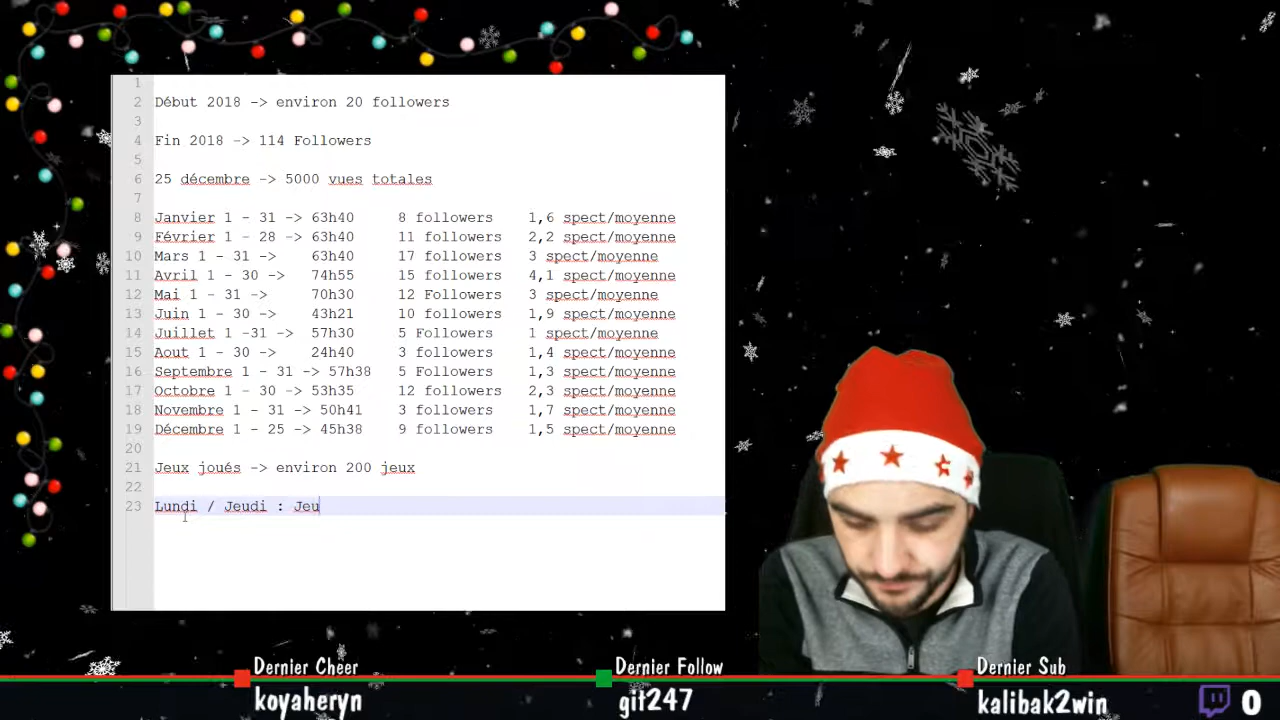 1
2 Début 2018 -> environ 20 followers
3
4 Fin 2018 -> 114 Followers
5
6 25 décembre -> 5000 vues totales
7
8 Janvier 1 - 31 -> 63h40 8 followers 1,6 spect/moyenne
9 Février 1 - 28 -> 63h40 11 followers 2,2 spect/moyenne
10 Mars 1 - 31 -> 63h40 17 followers 3 spect/moyenne
11 Avril 1 - 30 -> 74h55 15 followers 4,1 spect/moyenne
12 Mai 1 - 31 -> 70h30 12 Followers 3 spect/moyenne
13 Juin 1 - 30 -> 43h21 10 followers 1,9 spect/moyenne
14 Juillet 1 -31 -> 57h30 5 Followers 1 spect/moyenne
15 Aout 1 - 30 -> 24h40 3 followers 1,4 spect/moyenne
16 Septembre 1 - 31 -> 57h38 5 Followers 1,3 spect/moyenne
17 Octobre 1 - 30 -> 53h35 12 followers 2,3 spect/moyenne
18 Novembre 1 - 31 -> 50h41 3 followers 1,7 spect/moyenne
19 Décembre 1 - 25 -> 45h38 9 followers 1,5 spect/moyenne
20
21 Jeux joués -> environ 200 jeux
22
23 Lundi / Jeudi : Jeu
Dernier Cheer
koyaheryn
Dernier Follow
git247
Dernier Sub
kalibak2win
0